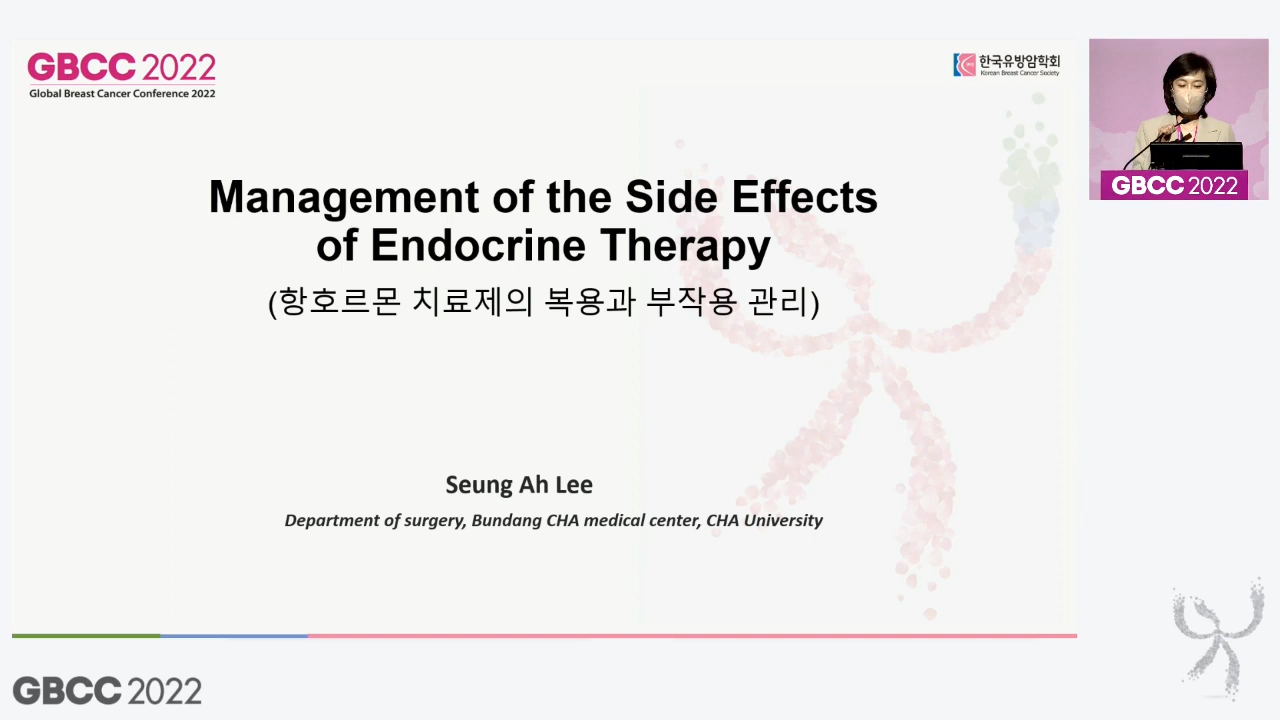 GBCC 2022
Global Breast Cancer Conference 2022
한국유방암학회
Korean Breast Cancer Society
Management of the Side Effects
of Endocrine Therapy
(항호르몬 치료제의 복용과 부작용 관리)
Seung Ah Lee
Department of surgery, Bundang CHA medical center, CHA University
GBCC 2022
GBCC 2022